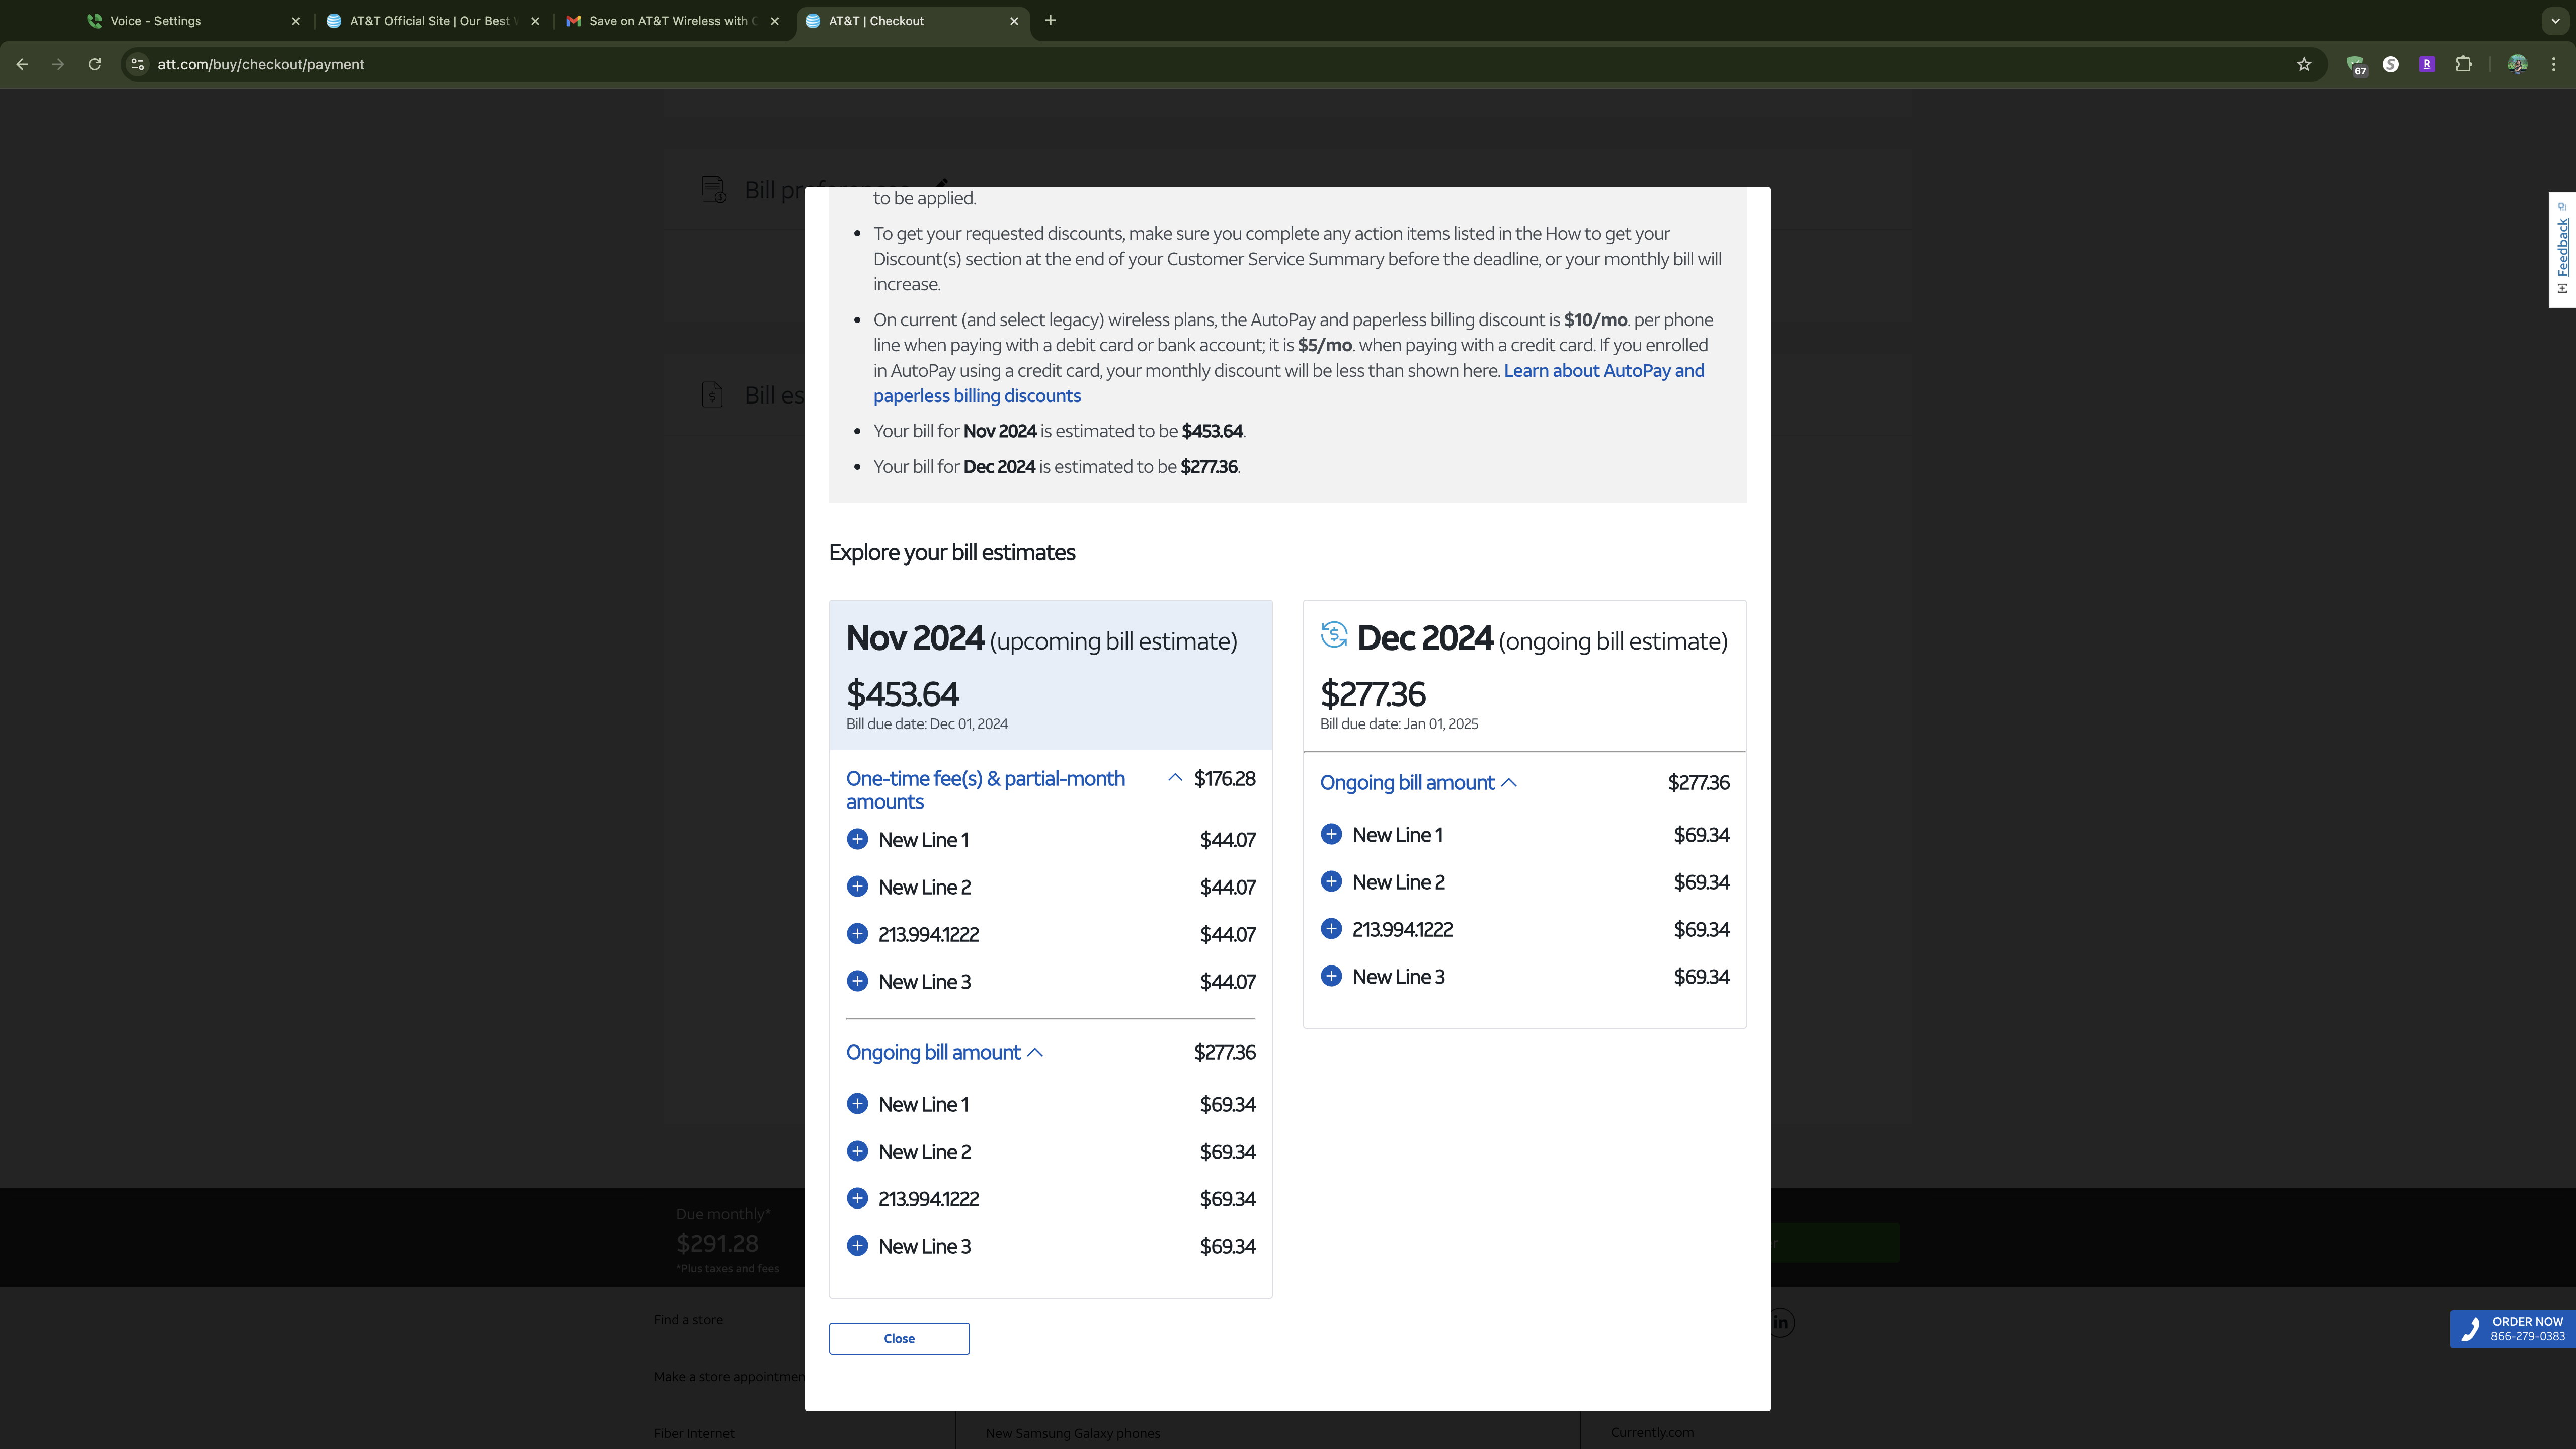 Voice - Settings
AT&T Official Site | Our Best
Save on AT&T Wireless with
AT&T | Checkout
att.com/buy/checkout/payment
67
S
R
Bill
to be applied.
• To get your requested discounts, make sure you complete any action items listed in the How to get your
Discount(s) section at the end of your Customer Service Summary before the deadline, or your monthly bill will
increase.
• On current (and select legacy) wireless plans, the AutoPay and paperless billing discount is $10/mo. per phone
line when paying with a debit card or bank account; it is $5/mo. when paying with a credit card. If you enrolled
in AutoPay using a credit card, your monthly discount will be less than shown here. Learn about AutoPay and
paperless billing discounts
Bill es
• Your bill for Nov 2024 is estimated to be $453.64.
• Your bill for Dec 2024 is estimated to be $277.36.
Feedback
Explore your bill estimates
Nov 2024 (upcoming bill estimate)
$453.64
Bill due date: Dec 01, 2024
One-time fee(s) & partial-month
amounts
$176.28
New Line 1 $44.07
New Line 2 $44.07
213.994.1222 $44.07
New Line 3 $44.07
Ongoing bill amount $277.36
New Line 1 $69.34
New Line 2 $69.34
213.994.1222 $69.34
New Line 3 $69.34
Dec 2024 (ongoing bill estimate)
$277.36
Bill due date: Jan 01, 2025
Ongoing bill amount $277.36
New Line 1 $69.34
New Line 2 $69.34
213.994.1222 $69.34
New Line 3 $69.34
Close
Due monthly*
$291.28
*Plus taxes and fees
Find a store
Make a store appointmen
Fiber Internet
New Samsung Galaxy phones
Currently.com
in
ORDER NOW
866-279-0383